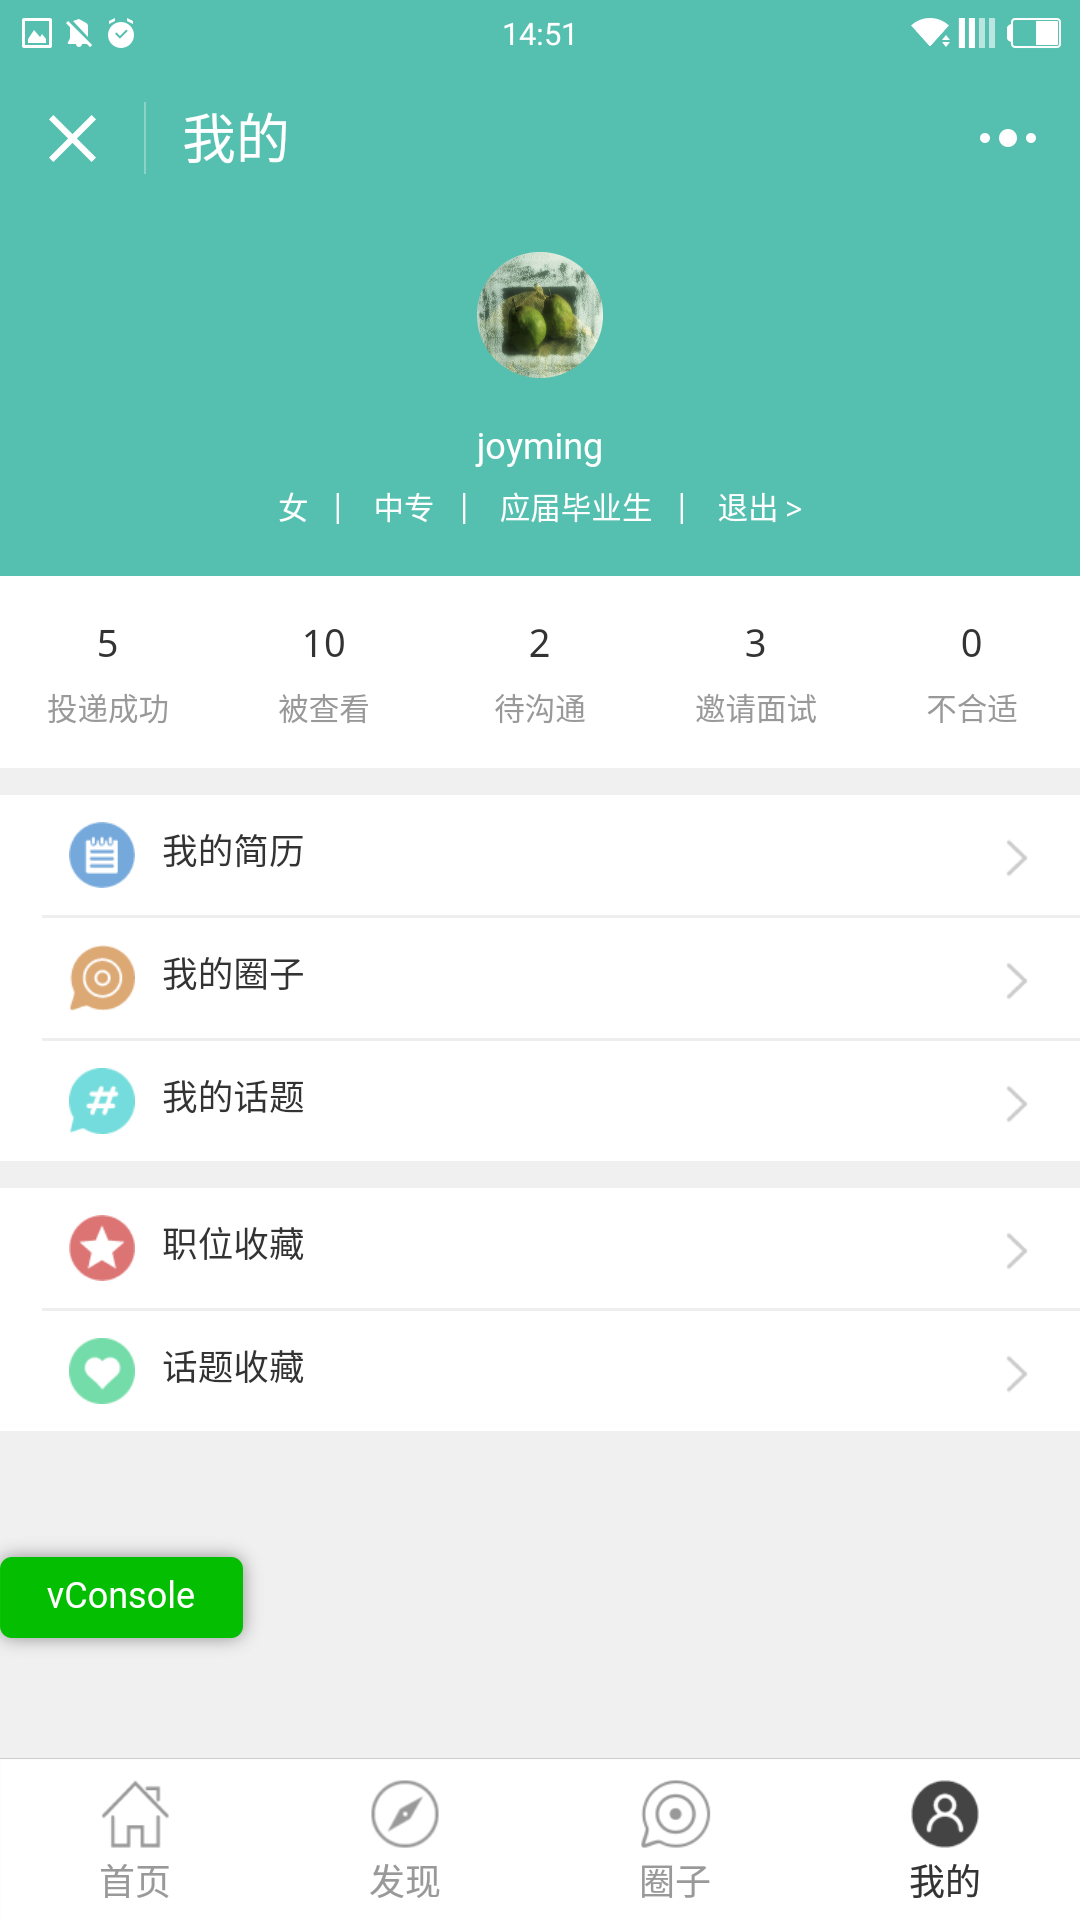 14:51
我的
joyming
女 | 中专 | 应届毕业生 | 退出 >
5 10 2 3 0
投递成功 被查看 待沟通 邀请面试 不合适
我的简历
我的圈子
我的话题
职位收藏
话题收藏
vConsole
首页 发现 圈子 我的